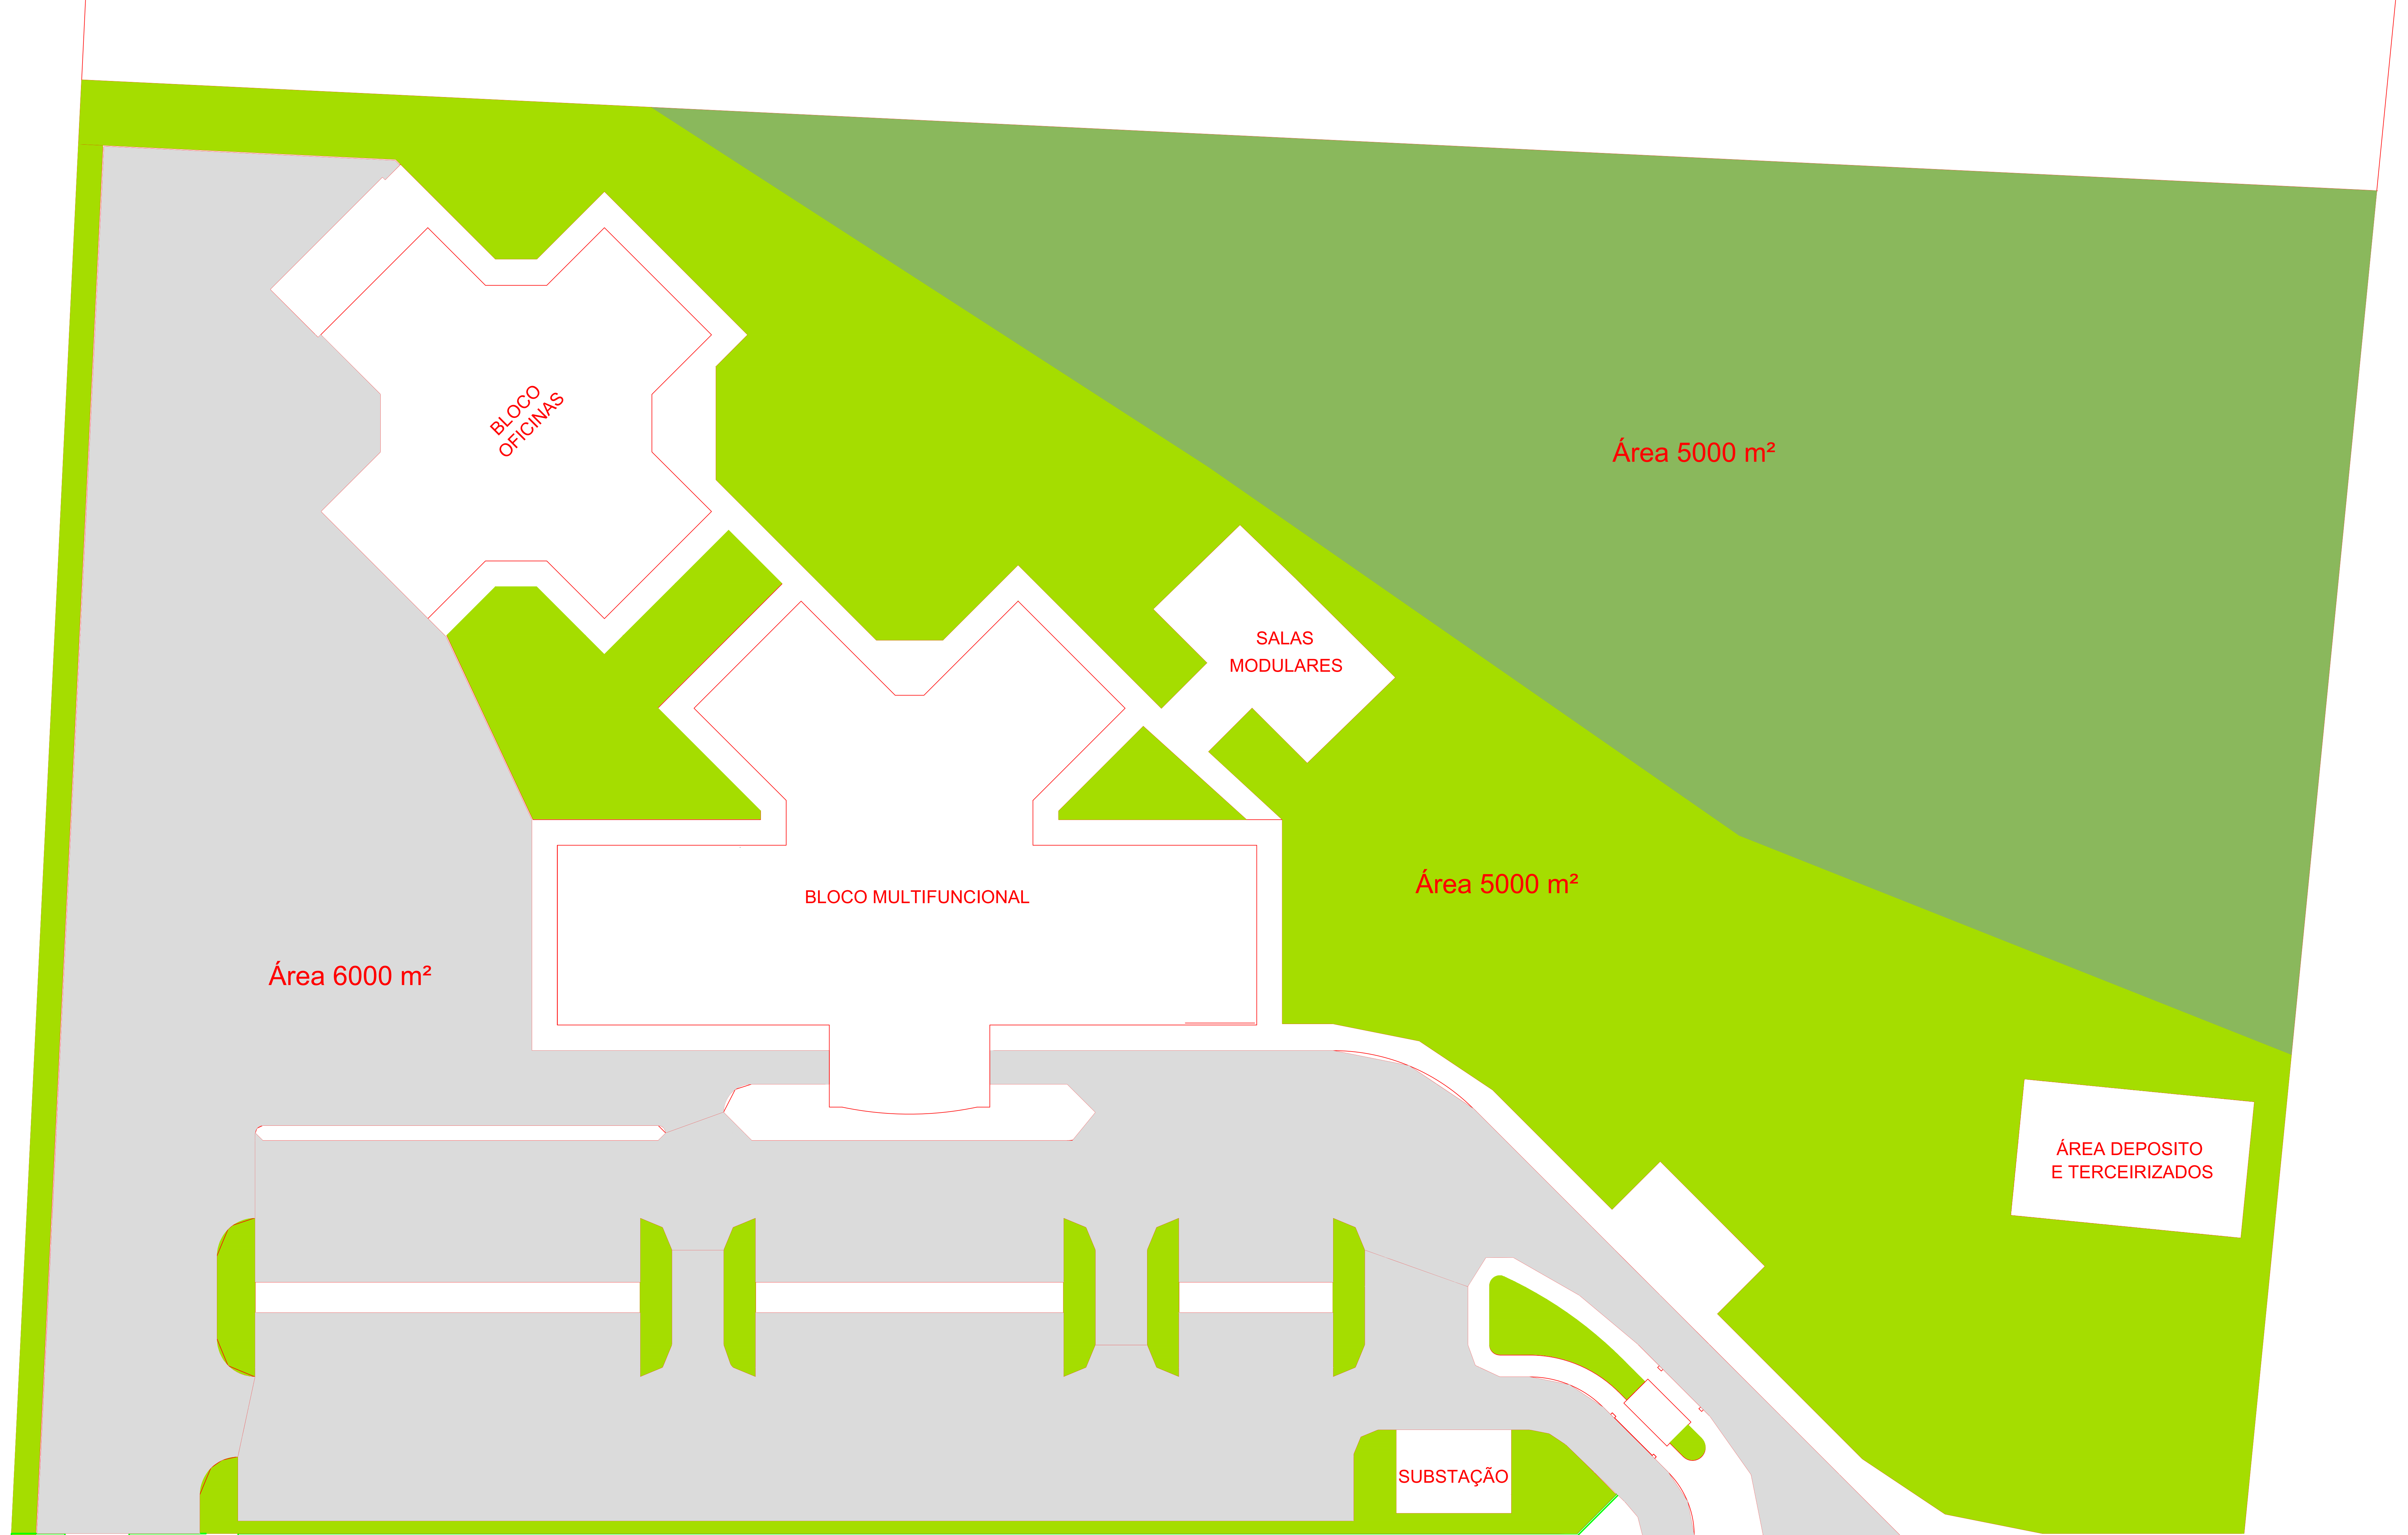 BLOCO
OFICINAS
Área 5000 m²
SALAS
MODULARES
Área 5000 m²
BLOCO MULTIFUNCIONAL
Área 6000 m²
ÁREA DEPOSITO
E TERCEIRIZADOS
SUBSTAÇÃO